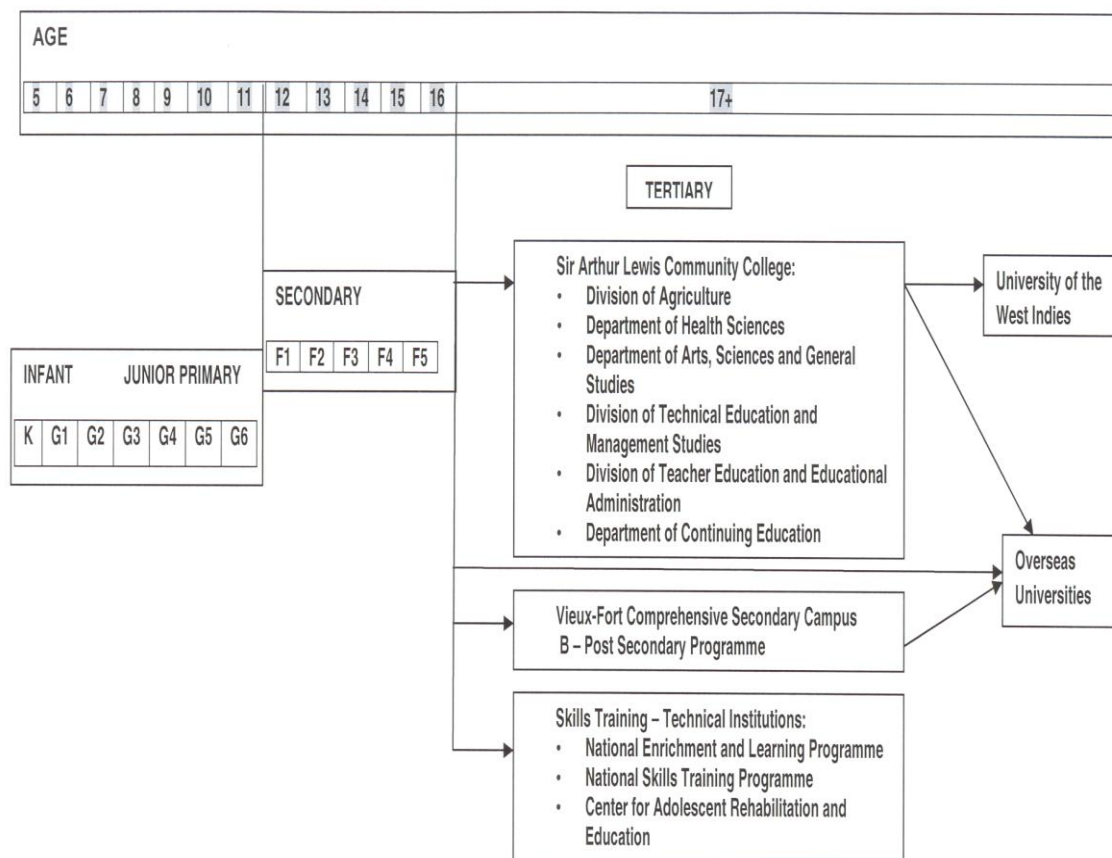 AGE
5 6 7 8 9 10 11 12 13 14 15 16 17+
TERTIARY
Sir Arthur Lewis Community College:
• Division of Agriculture
• Department of Health Sciences
• Department of Arts, Sciences and General
Studies
• Division of Technical Education and
Management Studies
• Division of Teacher Education and Educational
Administration
• Department of Continuing Education
University of the
West Indies
SECONDARY
F1 F2 F3 F4 F5
INFANT JUNIOR PRIMARY
K G1 G2 G3 G4 G5 G6
Overseas
Universities
Vieux-Fort Comprehensive Secondary Campus
B – Post Secondary Programme
Skills Training – Technical Institutions:
• National Enrichment and Learning Programme
• National Skills Training Programme
• Center for Adolescent Rehabilitation and
Education